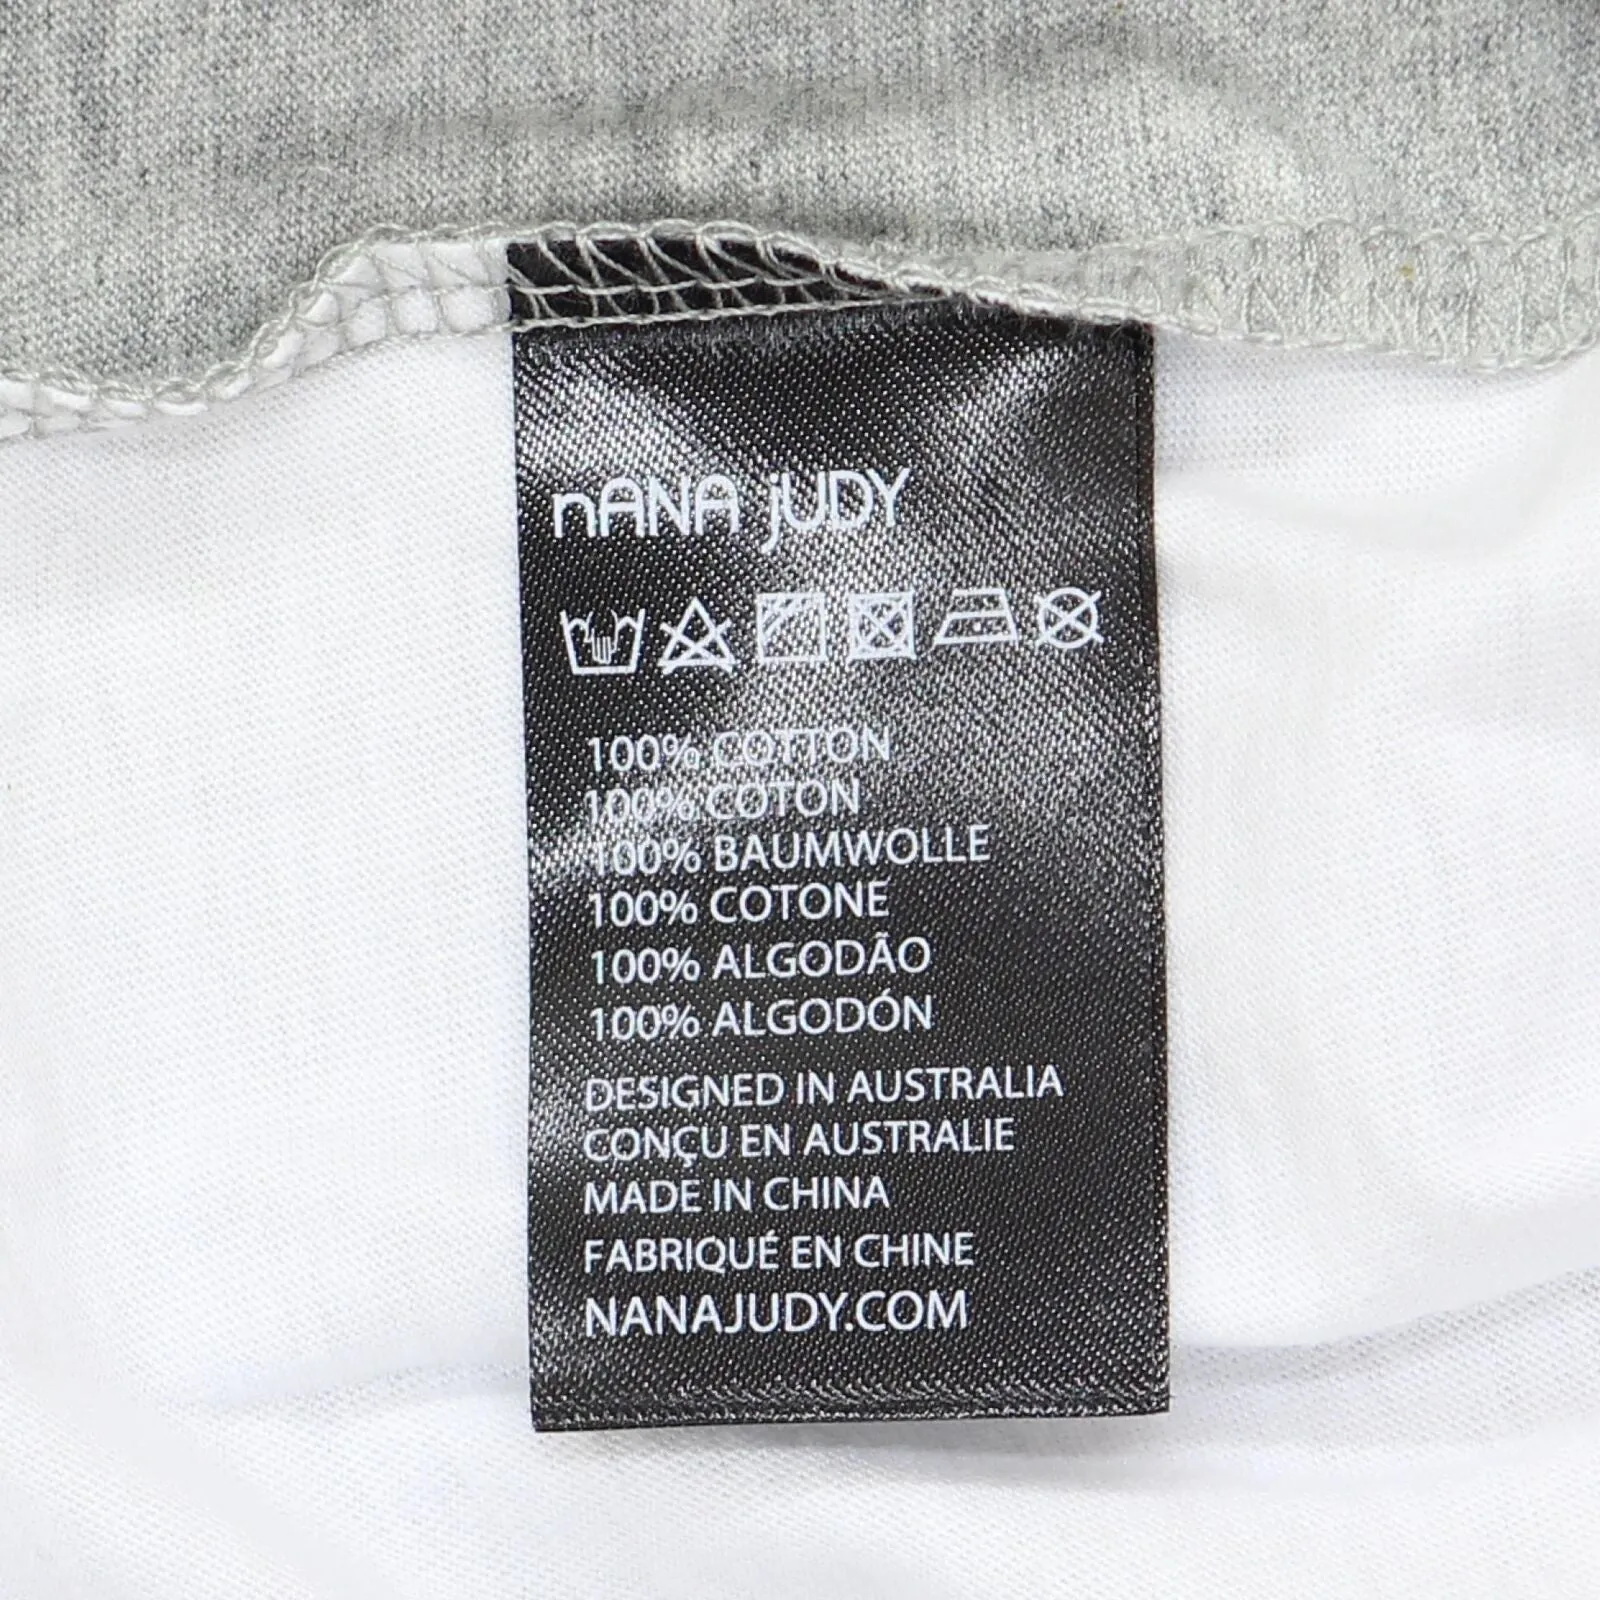 nANA jUDY
100% COTTON
100% COTON
100% BAUMWOLLE
100% COTONE
100% ALGODÃO
100% ALGODÓN
DESIGNED IN AUSTRALIA
CONÇU EN AUSTRALIE
MADE IN CHINA
FABRIQUÉ EN CHINE
NANAJUDY.COM